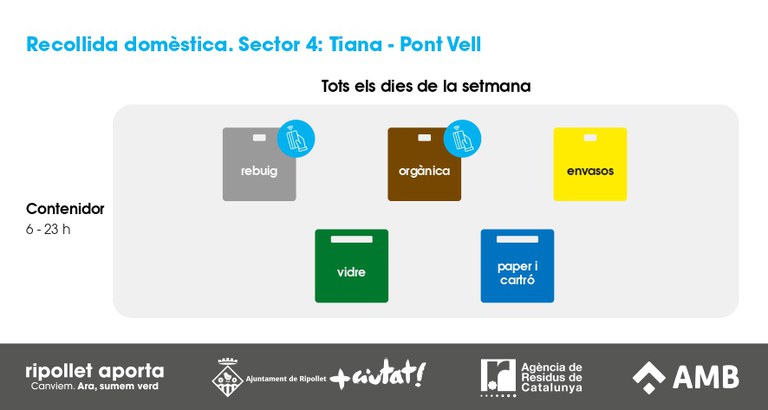 Recollida domèstica. Sector 4: Tiana - Pont Vell
Tots els dies de la setmana
rebuig
orgànica
envasos
Contenidor
6 - 23 h
vidre
paper i
cartró
ripollet aporta
Canviem. Ara, sumem verd
Ajuntament de Ripollet
+ciutat!
Agència de
Residus de
Catalunya
AMB